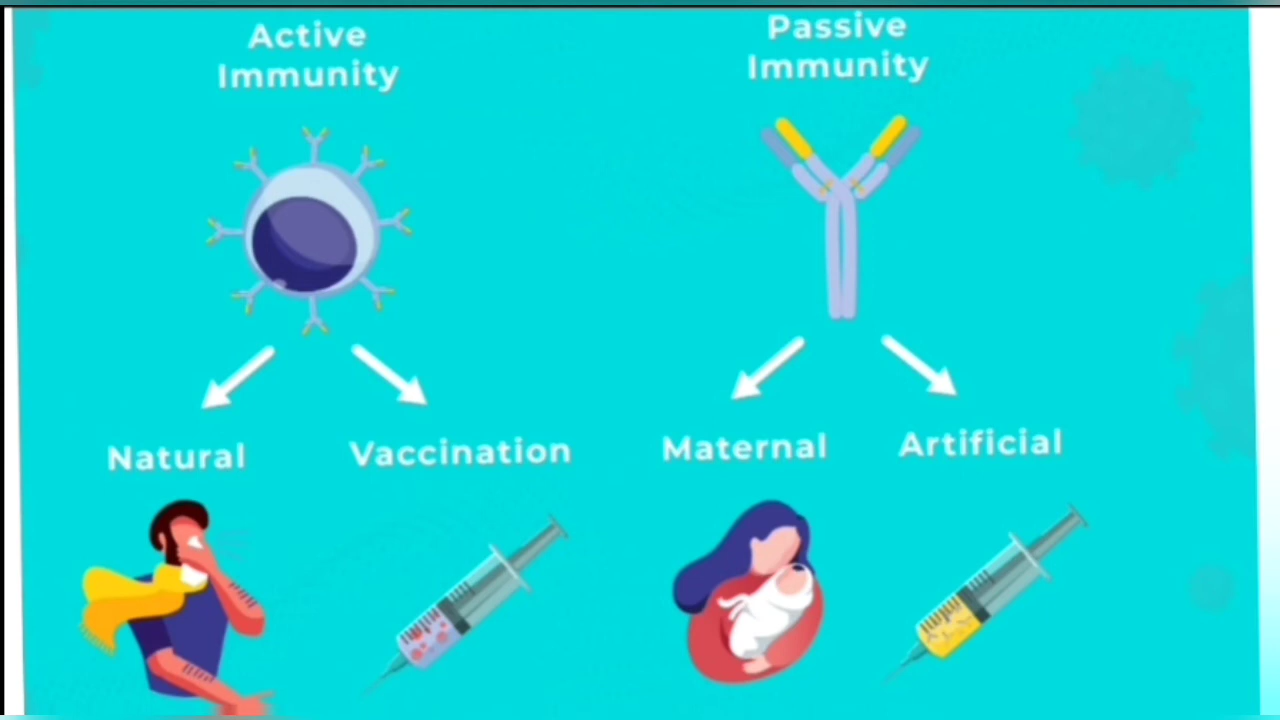 Active
Immunity
Passive
Immunity
Natural
Vaccination
Maternal
Artificial